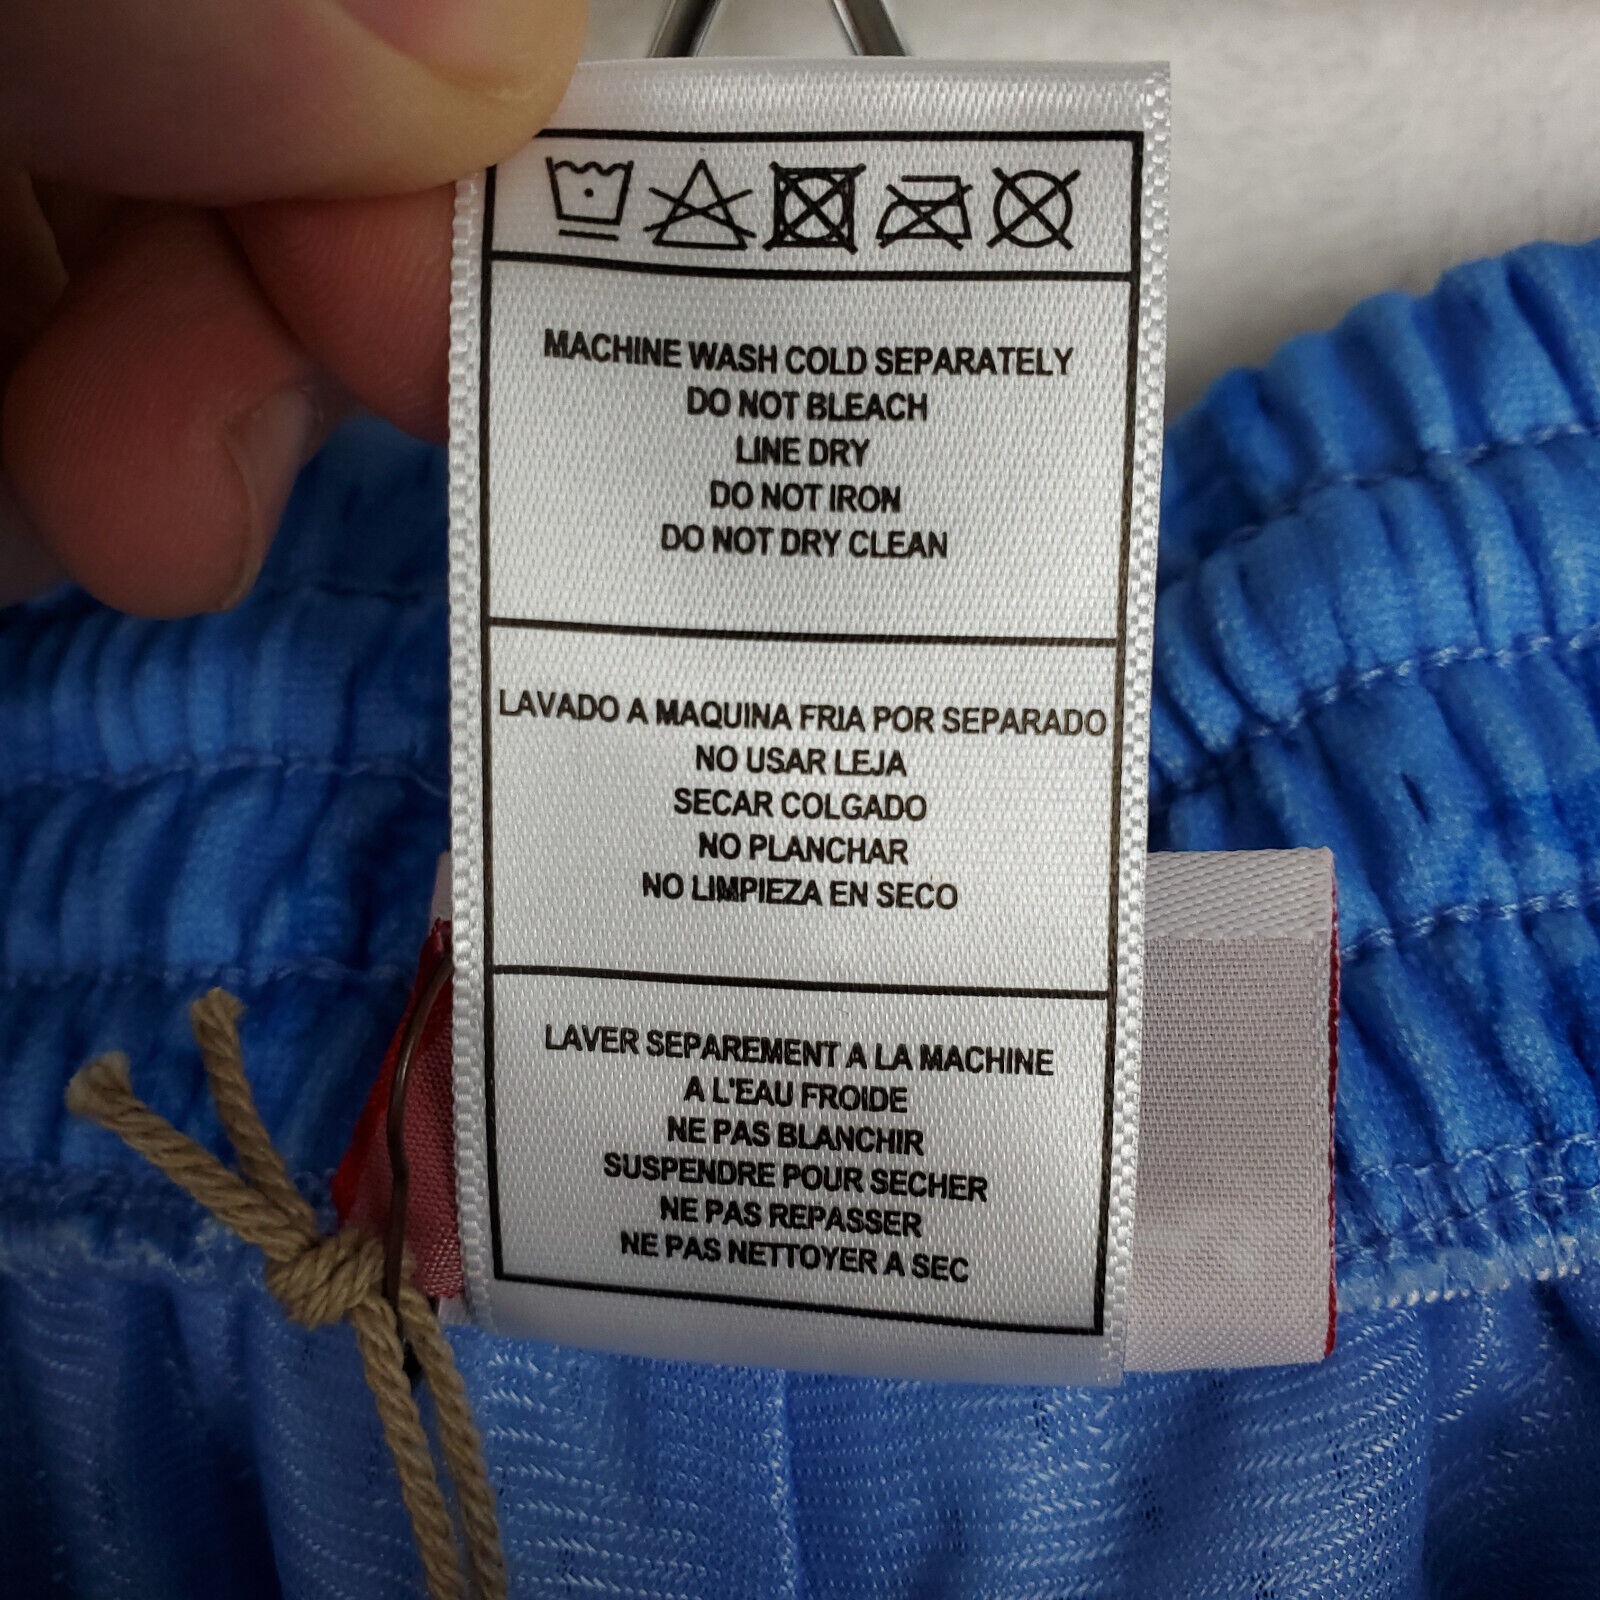 MACHINE WASH COLD SEPARATELY
DO NOT BLEACH
LINE DRY
DO NOT IRON
DO NOT DRY CLEAN
LAVADO A MAQUINA FRIA POR SEPARADO
NO USAR LEJA
SECAR COLGADO
NO PLANCHAR
NO LIMPIEZA EN SECO
LAVER SEPAREMENT A LA MACHINE
A L'EAU FROIDE
NE PAS BLANCHIR
SUSPENDRE POUR SECHER
NE PAS REPASSER
NE PAS NETTOYER A SEC